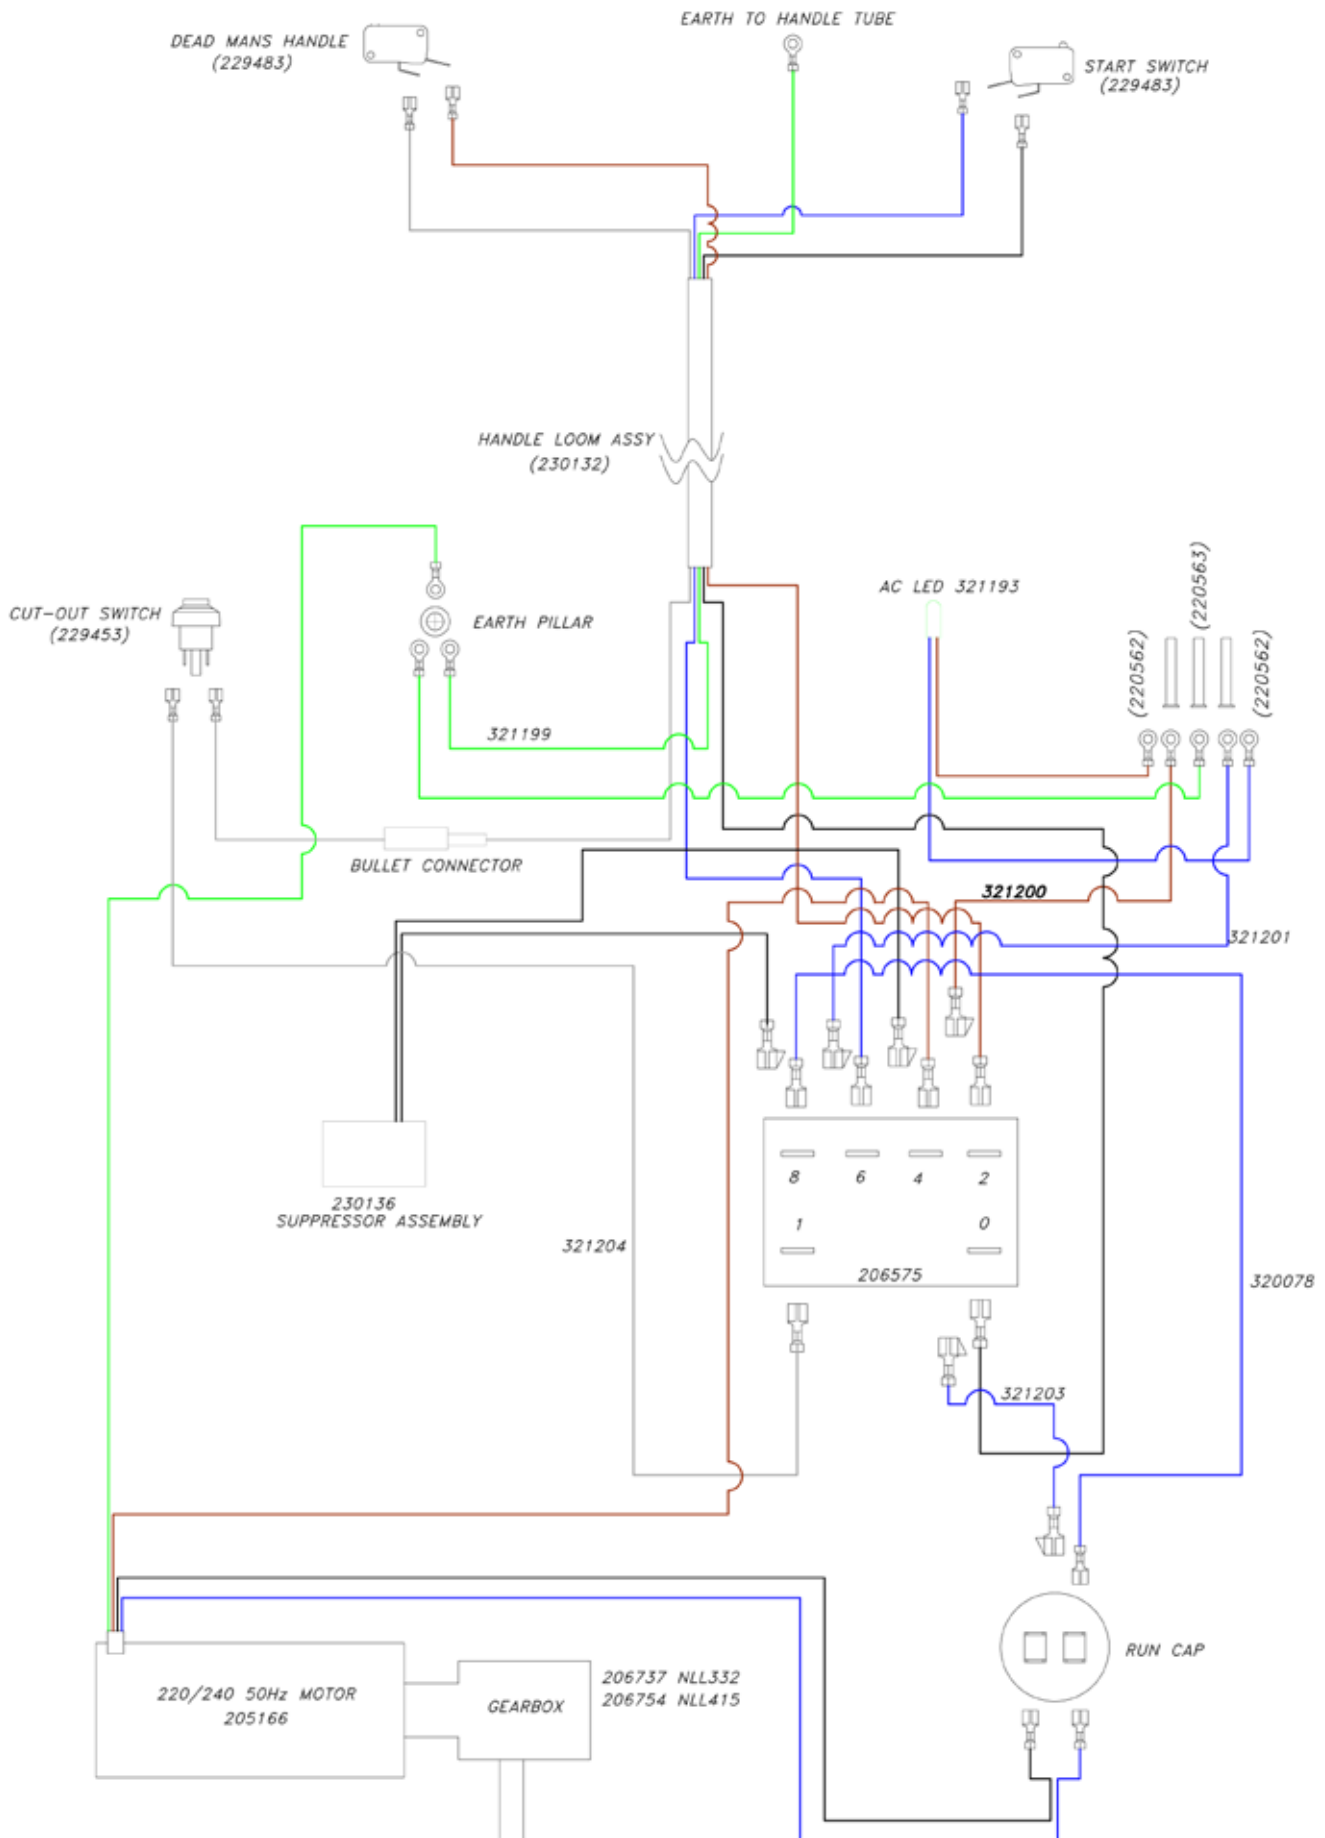 EARTH TO HANDLE TUBE
DEAD MANS HANDLE
(229483)
START SWITCH
(229483)
HANDLE LOOM ASSY
(230132)
AC LED 321193
(220563)
(220562)
(220562)
CUT-OUT SWITCH
(229453)
EARTH PILLAR
321199
BULLET CONNECTOR
321200
321201
230136
SUPPRESSOR ASSEMBLY
321204
8
6
4
2
1
0
206575
320078
321203
RUN CAP
220/240 50Hz MOTOR
205166
GEARBOX
206737 NLL332
206754 NLL415